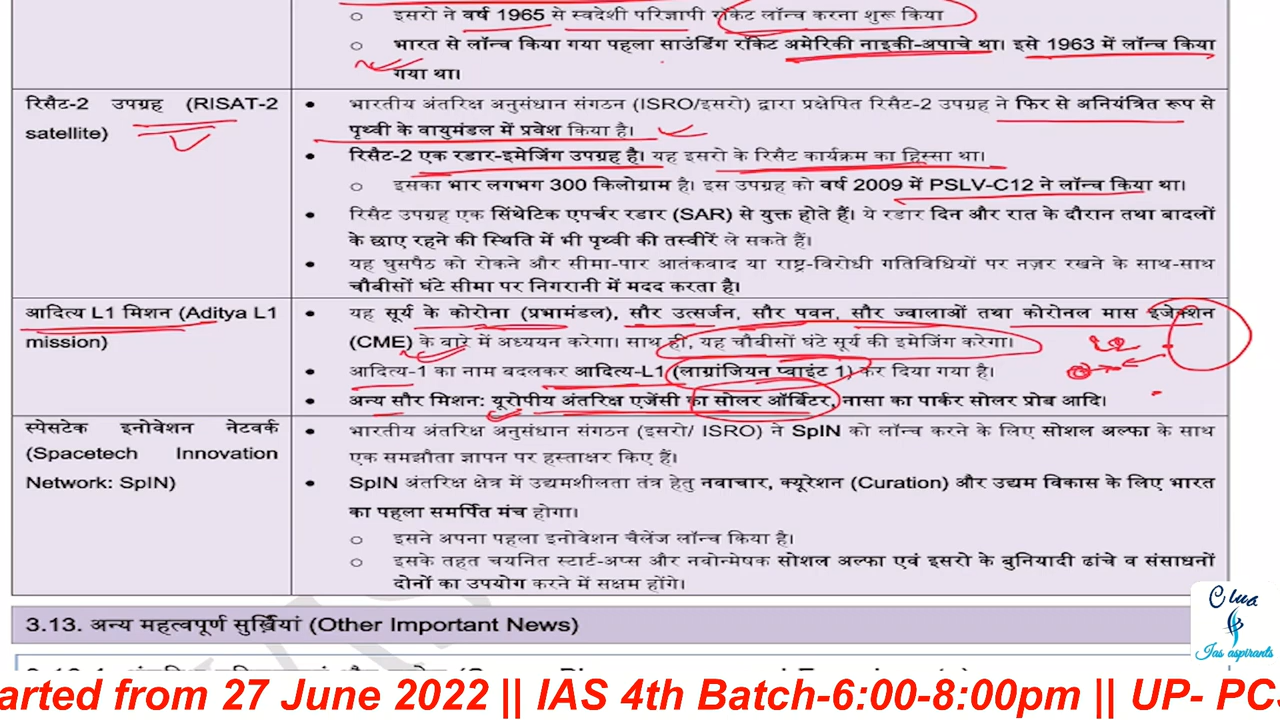 इसरो ने वर्ष 1965 से स्वदेशी परिज्ञापी रॉकेट लॉन्च करना शुरू किया
भारत से लॉन्च किया गया पहला साउंडिंग रॉकेट अमेरिकी नाइकी-अपाचे था। इसे 1963 में लॉन्च किया
गया था।
रिसैट-2 उपग्रह (RISAT-2
satellite)
भारतीय अंतरिक्ष अनुसंधान संगठन (ISRO/इसरो) द्वारा प्रक्षेपित रिसैट-2 उपग्रह ने फिर से अनियंत्रित रूप से
पृथ्वी के वायुमंडल में प्रवेश किया है।
रिसैट-2 एक रडार-इमेजिंग उपग्रह है। यह इसरो के रिसैट कार्यक्रम का हिस्सा था।
इसका भार लगभग 300 किलोग्राम है। इस उपग्रह को वर्ष 2009 में PSLV-C12 ने लॉन्च किया था।
रिसैट उपग्रह एक सिंथेटिक एपर्चर रडार (SAR) से युक्त होते हैं। ये रडार दिन और रात के दौरान तथा बादलों
के छाए रहने की स्थिति में भी पृथ्वी की तस्वीरें ले सकते हैं।
यह घुसपैठ को रोकने और सीमा-पार आतंकवाद या राष्ट्र-विरोधी गतिविधियों पर नज़र रखने के साथ-साथ
चौबीसों घंटे सीमा पर निगरानी में मदद करता है।
आदित्य L1 मिशन (Aditya L1
mission)
यह सूर्य के कोरोना (प्रभामंडल), सौर उत्सर्जन, सौर पवन, सौर ज्वालाओं तथा कोरोनल मास इजेक्शन
(CME) के बारे में अध्ययन करेगा। साथ ही, यह चौबीसों घंटे सूर्य की इमेजिंग करेगा।
आदित्य-1 का नाम बदलकर आदित्य-L1 (लाग्रांजियन प्वाइंट 1) कर दिया गया है।
अन्य सौर मिशन: यूरोपीय अंतरिक्ष एजेंसी का सोलर ऑर्बिटर, नासा का पार्कर सोलर प्रोब आदि।
स्पेसटेक इनोवेशन नेटवर्क
(Spacetech Innovation
Network: SpIN)
भारतीय अंतरिक्ष अनुसंधान संगठन (इसरो/ ISRO) ने SpIN को लॉन्च करने के लिए सोशल अल्फा के साथ
एक समझौता ज्ञापन पर हस्ताक्षर किए हैं।
SpIN अंतरिक्ष क्षेत्र में उद्यमशीलता तंत्र हेतु नवाचार, क्यूरेशन (Curation) और उद्यम विकास के लिए भारत
का पहला समर्पित मंच होगा।
इसने अपना पहला इनोवेशन चैलेंज लॉन्च किया है।
इसके तहत चयनित स्टार्ट-अप्स और नवोन्मेषक सोशल अल्फा एवं इसरो के बुनियादी ढांचे व संसाधनों
दोनों का उपयोग करने में सक्षम होंगे।
3.13. अन्य महत्वपूर्ण सुर्ख़ियां (Other Important News)
Ias aspirants
arted from 27 June 2022 || IAS 4th Batch-6:00-8:00pm || UP- PCS